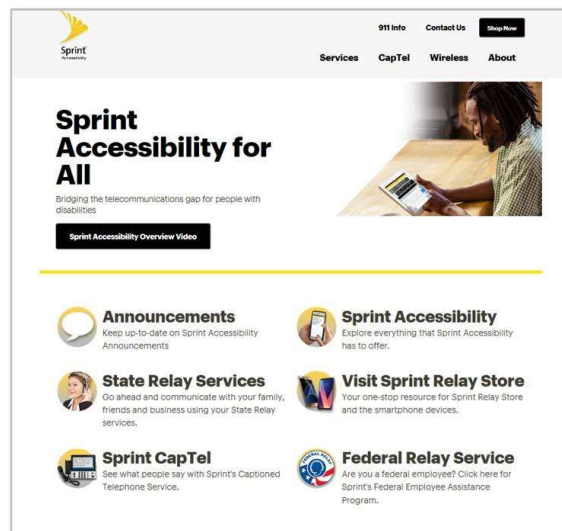 911 Info Contact Us Shop Now
Sprint
Accessibility
Services CapTel Wireless About
Sprint
Accessibility for
All
Bridging the telecommunications gap for people with
disabilities
Sprint Accessibility Overview Video
Announcements
Keep up-to-date on Sprint Accessibility
Announcements
Sprint Accessibility
Explore everything that Sprint Accessibility
has to offer.
State Relay Services
Go ahead and communicate with your family,
friends and business using your State Relay
services.
Visit Sprint Relay Store
Your one-stop resource for Sprint Relay Store
and the smartphone devices.
Sprint CapTel
See what people say with Sprint's Captioned
Telephone Service.
FEDERAL RELAY
Federal Relay Service
Are you a federal employee? Click here for
Sprint's Federal Employee Assistance
Program.